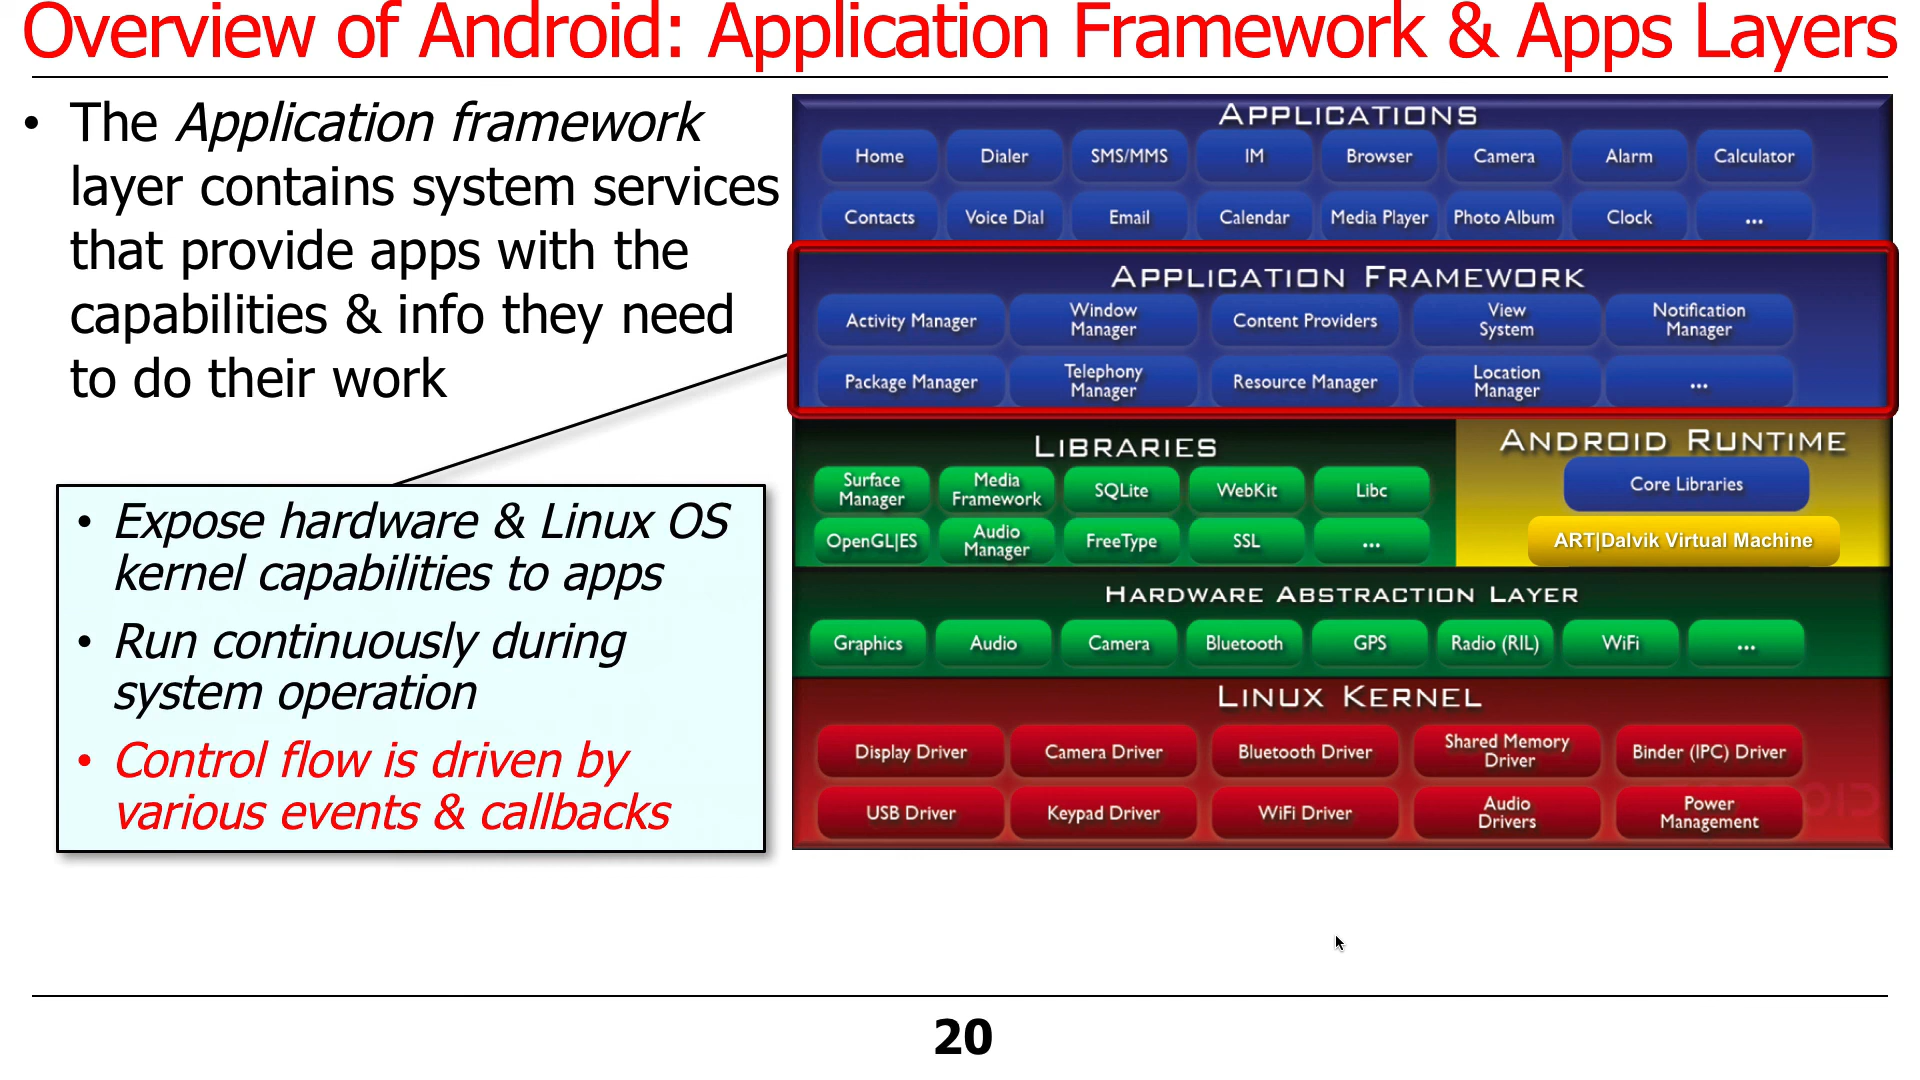 Overview of Android: Application Framework & Apps Layers
• The Application framework
layer contains system services
that provide apps with the
capabilities & info they need
to do their work
• Expose hardware & Linux OS
kernel capabilities to apps
• Run continuously during
system operation
• Control flow is driven by
various events & callbacks
APPLICATIONS
Home Dialer SMS/MMS IM Browser Camera Alarm Calculator
Contacts Voice Dial Email Calendar Media Player Photo Album Clock ...
APPLICATION FRAMEWORK
Activity Manager Window Manager Content Providers View System Notification Manager
Package Manager Telephony Manager Resource Manager Location Manager ...
LIBRARIES
Surface Manager Media Framework SQLite WebKit Libc
OpenGL|ES Audio Manager FreeType SSL ...
ANDROID RUNTIME
Core Libraries
ART|Dalvik Virtual Machine
HARDWARE ABSTRACTION LAYER
Graphics Audio Camera Bluetooth GPS Radio (RIL) WiFi ...
LINUX KERNEL
Display Driver Camera Driver Bluetooth Driver Shared Memory Driver Binder (IPC) Driver
USB Driver Keypad Driver WiFi Driver Audio Drivers Power Management
20